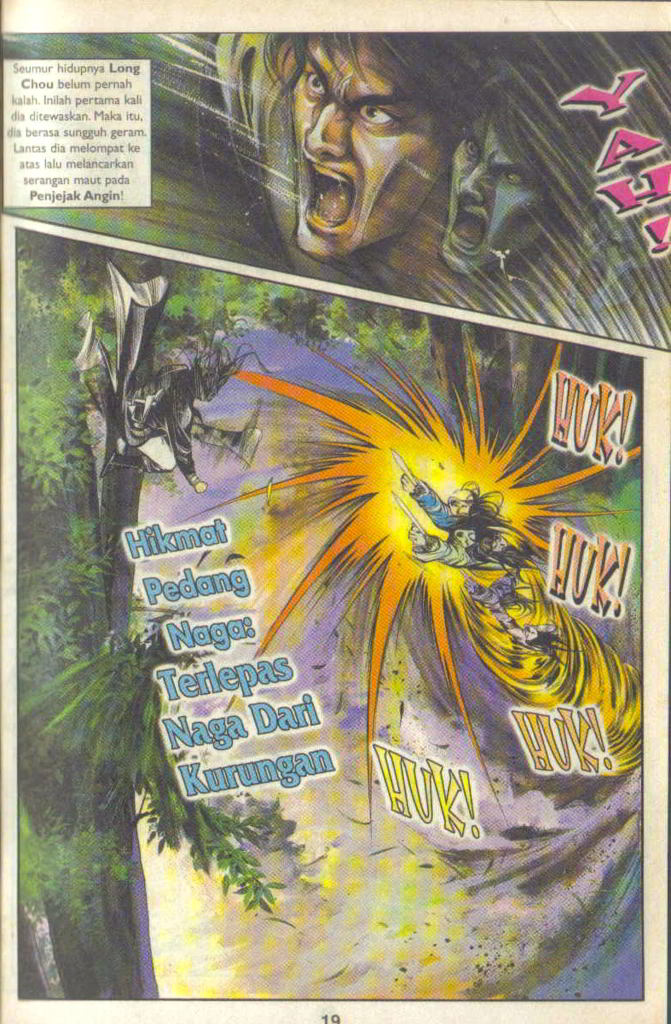 Seumur hidupnya Long
Chou belum pernah
kalah. Inilah pertama kali
dia ditewaskan. Maka itu,
dia berasa sungguh geram.
Lantas dia melompat ke
atas lalu melancarkan
serangan maut pada
Penjejak Angin!
YAH!
HUK!
Hikmat
Pedang
Naga:
Terlepas
Naga Dari
Kurungan
HUK!
HUK!
HUK!
19